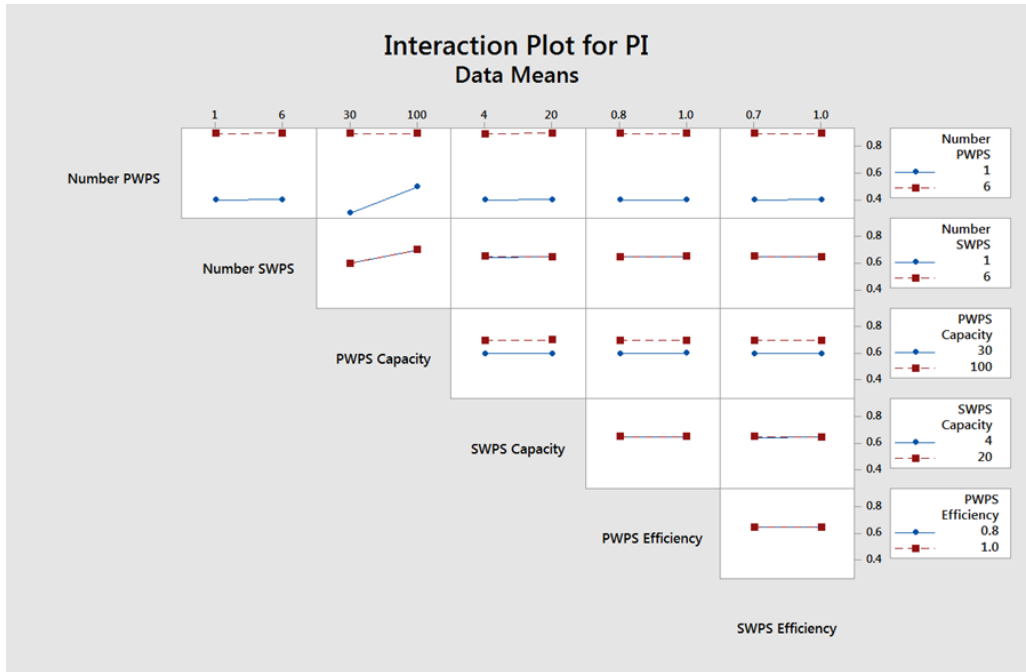 Interaction Plot for PI
Data Means
1 6 30 100 4 20 0.8 1.0 0.7 1.0
Number PWPS
0.8
0.6
0.4
Number
PWPS
1
6
Number SWPS
0.8
0.6
0.4
Number
SWPS
1
6
PWPS Capacity
0.8
0.6
0.4
PWPS
Capacity
30
100
SWPS Capacity
0.8
0.6
0.4
SWPS
Capacity
4
20
PWPS Efficiency
0.8
0.6
0.4
PWPS
Efficiency
0.8
1.0
SWPS Efficiency